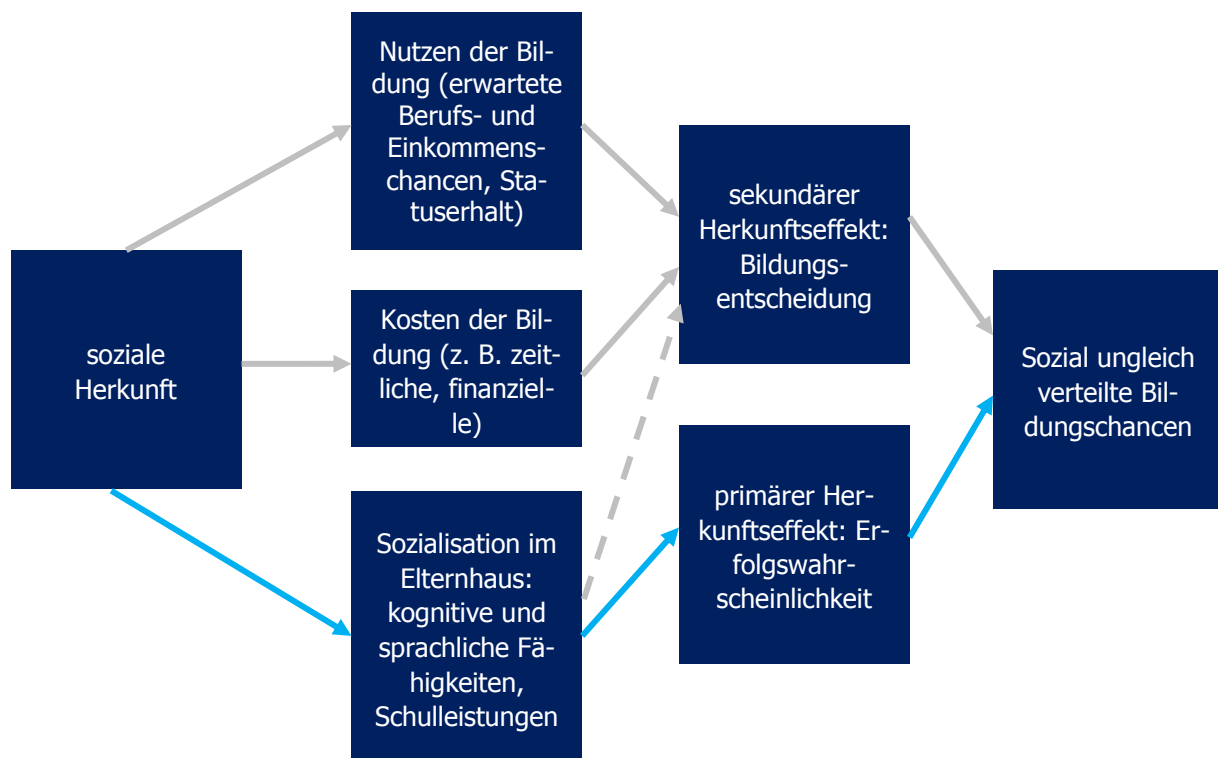 Nutzen der Bil-
dung (erwartete
Berufs- und
Einkommens-
chancen, Sta-
tuserhalt)
sekundärer
Herkunftseffekt:
Bildungs-
entscheidung
soziale
Herkunft
Kosten der Bil-
dung (z. B. zeit-
liche, finanziel-
le)
Sozial ungleich
verteilte Bil-
dungschancen
Sozialisation im
Elternhaus:
kognitive und
sprachliche Fä-
higkeiten,
Schulleistungen
primärer Her-
kunftseffekt: Er-
folgswahr-
scheinlichkeit